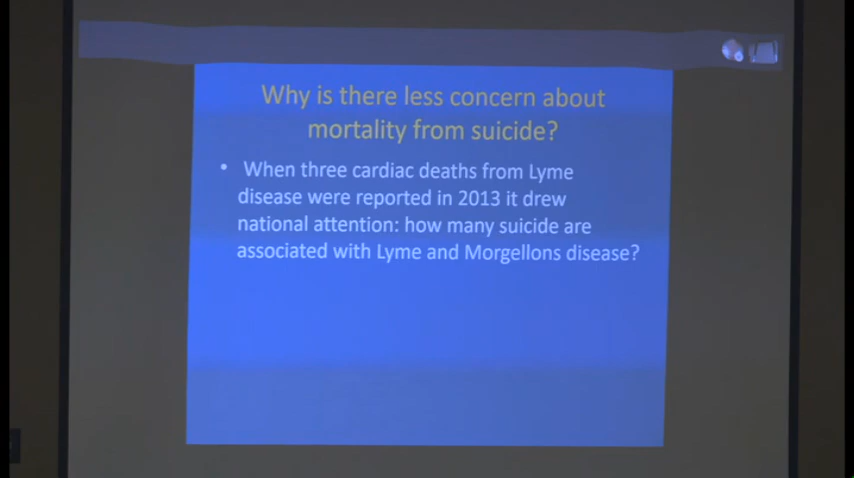 Why is there less concern about
mortality from suicide?
• When three cardiac deaths from Lyme
disease were reported in 2013 it drew
national attention: how many suicide are
associated with Lyme and Morgellons disease?